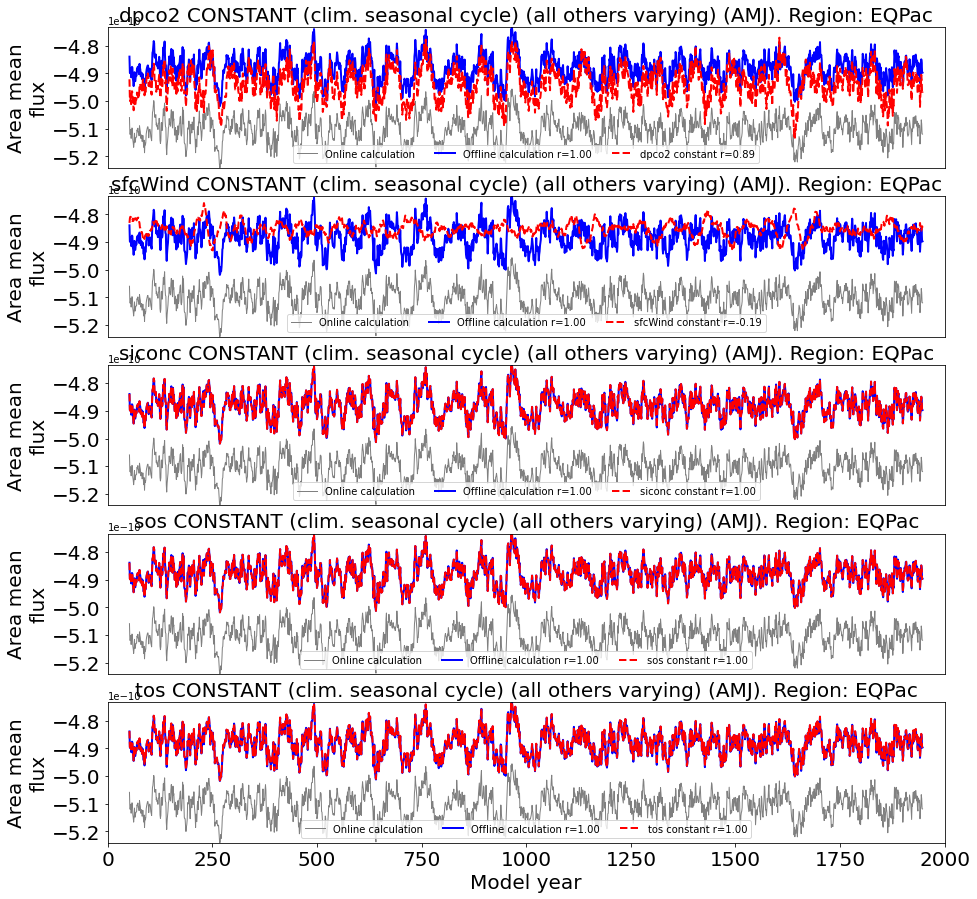 1e-10
dpco2 CONSTANT (clim. seasonal cycle) (all others varying) (AMJ). Region: EQPac
Area mean
flux
−4.8
−4.9
−5.0
−5.1
−5.2
Online calculation Offline calculation r=1.00 dpco2 constant r=0.89
1e-10
sfcWind CONSTANT (clim. seasonal cycle) (all others varying) (AMJ). Region: EQPac
Area mean
flux
−4.8
−4.9
−5.0
−5.1
−5.2
Online calculation Offline calculation r=1.00 sfcWind constant r=-0.19
1e-10
siconc CONSTANT (clim. seasonal cycle) (all others varying) (AMJ). Region: EQPac
Area mean
flux
−4.8
−4.9
−5.0
−5.1
−5.2
Online calculation Offline calculation r=1.00 siconc constant r=1.00
1e-10
sos CONSTANT (clim. seasonal cycle) (all others varying) (AMJ). Region: EQPac
Area mean
flux
−4.8
−4.9
−5.0
−5.1
−5.2
Online calculation Offline calculation r=1.00 sos constant r=1.00
1e-10
tos CONSTANT (clim. seasonal cycle) (all others varying) (AMJ). Region: EQPac
Area mean
flux
−4.8
−4.9
−5.0
−5.1
−5.2
Online calculation Offline calculation r=1.00 tos constant r=1.00
0 250 500 750 1000 1250 1500 1750 2000
Model year